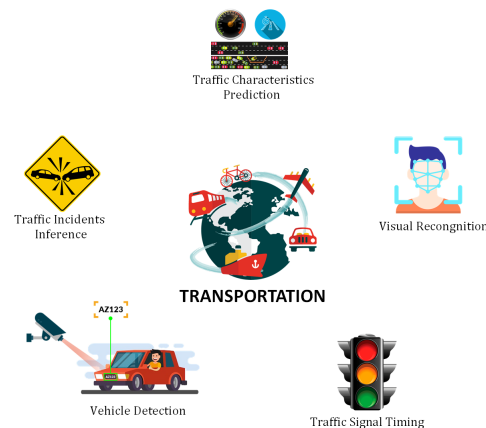 Traffic Characteristics
Prediction
Traffic Incidents
Inference
Visual Recongnition
TRANSPORTATION
AZ123
Vehicle Detection
Traffic Signal Timing